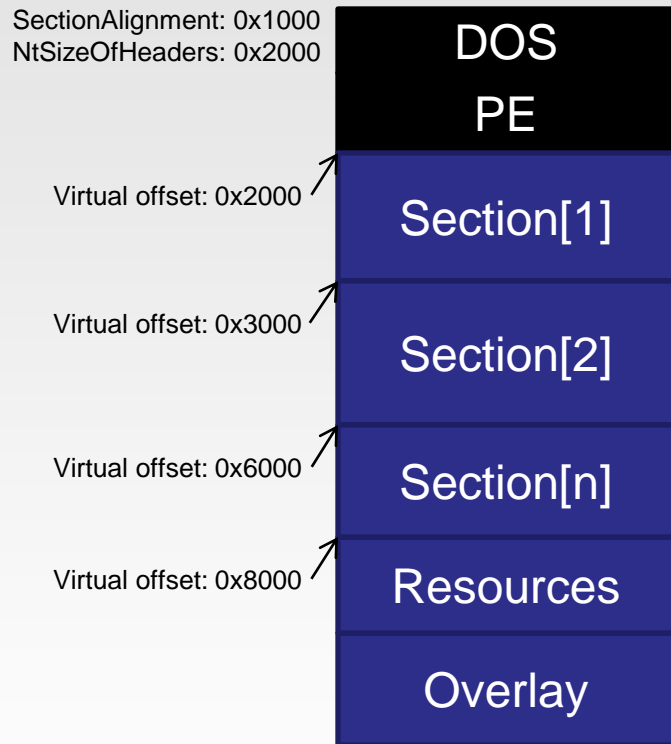 SectionAlignment: 0x1000
NtSizeOfHeaders: 0x2000
DOS
PE
Virtual offset: 0x2000
Section[1]
Virtual offset: 0x3000
Section[2]
Virtual offset: 0x6000
Section[n]
Virtual offset: 0x8000
Resources
Overlay